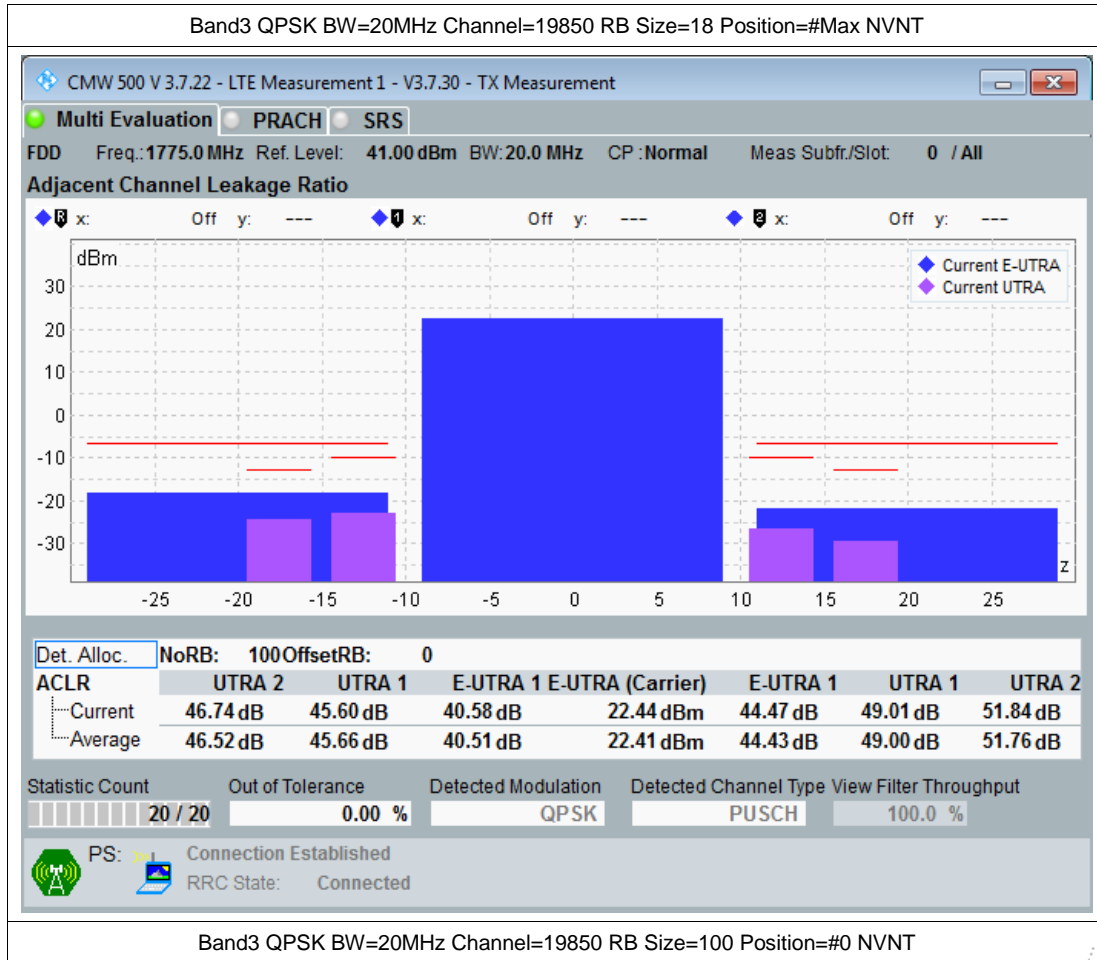 Band3 QPSK BW=20MHz Channel=19850 RB Size=18 Position=#Max NVNT
CMW 500 V 3.7.22 - LTE Measurement 1 - V3.7.30 - TX Measurement
Multi Evaluation PRACH SRS
FDD Freq.:1775.0 MHz Ref. Level: 41.00 dBm BW:20.0 MHz CP :Normal Meas Subfr./Slot: 0 / All
Adjacent Channel Leakage Ratio
R x: Off y: --- 1 x: Off y: --- 2 x: Off y: ---
dBm
Current E-UTRA
Current UTRA
30
20
10
0
-10
-20
-30
z
-25 -20 -15 -10 -5 0 5 10 15 20 25
Det. Alloc. NoRB: 100 OffsetRB: 0
ACLR UTRA 2 UTRA 1 E-UTRA 1 E-UTRA (Carrier) E-UTRA 1 UTRA 1 UTRA 2
Current 46.74 dB 45.60 dB 40.58 dB 22.44 dBm 44.47 dB 49.01 dB 51.84 dB
Average 46.52 dB 45.66 dB 40.51 dB 22.41 dBm 44.43 dB 49.00 dB 51.76 dB
Statistic Count Out of Tolerance Detected Modulation Detected Channel Type View Filter Throughput
20 / 20 0.00 % QPSK PUSCH 100.0 %
PS: Connection Established
RRC State: Connected
Band3 QPSK BW=20MHz Channel=19850 RB Size=100 Position=#0 NVNT